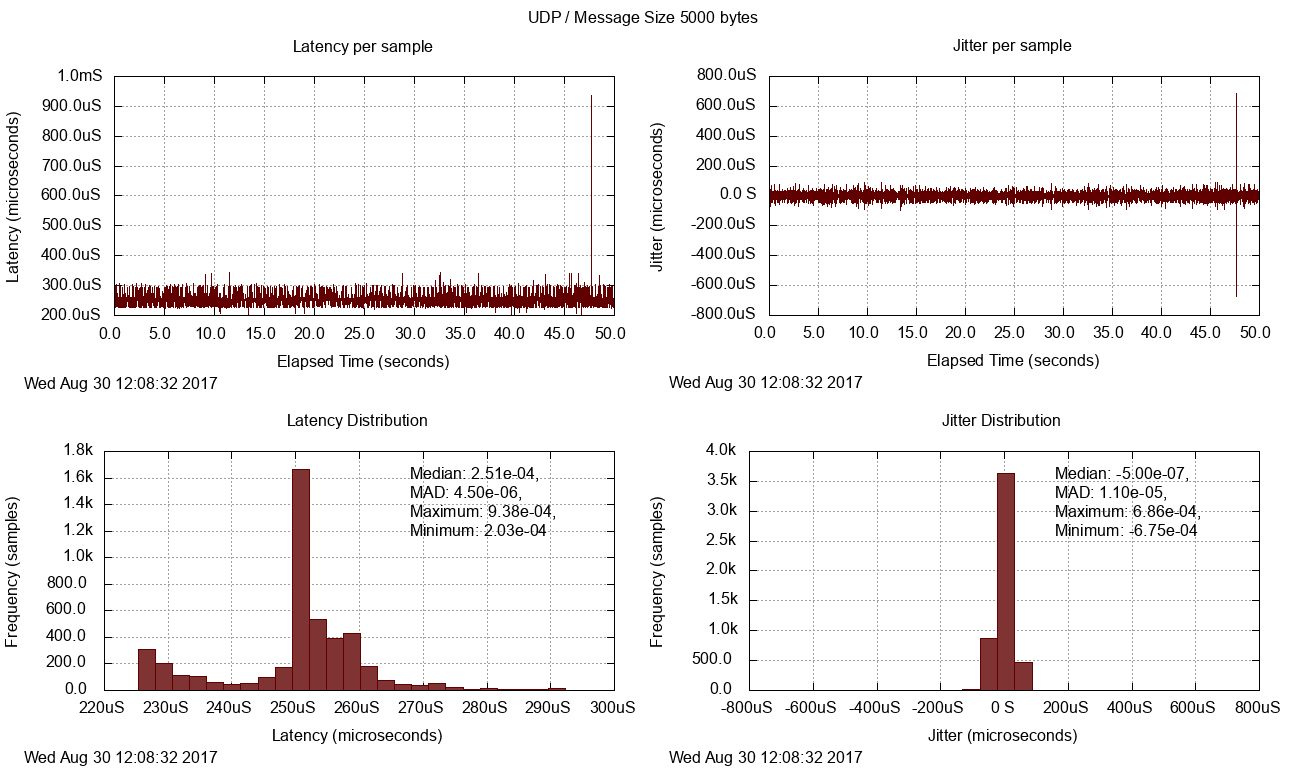 UDP / Message Size 5000 bytes
Latency per sample
1.0mS
900.0uS
800.0uS
700.0uS
600.0uS
500.0uS
400.0uS
300.0uS
200.0uS
Latency (microseconds)
0.0 5.0 10.0 15.0 20.0 25.0 30.0 35.0 40.0 45.0 50.0
Elapsed Time (seconds)
Wed Aug 30 12:08:32 2017
Jitter per sample
800.0uS
600.0uS
400.0uS
200.0uS
0.0 S
-200.0uS
-400.0uS
-600.0uS
-800.0uS
Jitter (microseconds)
0.0 5.0 10.0 15.0 20.0 25.0 30.0 35.0 40.0 45.0 50.0
Elapsed Time (seconds)
Wed Aug 30 12:08:32 2017
Latency Distribution
1.8k
1.6k
1.4k
1.2k
1.0k
800.0
600.0
400.0
200.0
0.0
Frequency (samples)
Median: 2.51e-04,
MAD: 4.50e-06,
Maximum: 9.38e-04,
Minimum: 2.03e-04
220uS 230uS 240uS 250uS 260uS 270uS 280uS 290uS 300uS
Latency (microseconds)
Wed Aug 30 12:08:32 2017
Jitter Distribution
4.0k
3.5k
3.0k
2.5k
2.0k
1.5k
1.0k
500.0
0.0
Frequency (samples)
Median: -5.00e-07,
MAD: 1.10e-05,
Maximum: 6.86e-04,
Minimum: -6.75e-04
-800uS -600uS -400uS -200uS 0 S 200uS 400uS 600uS 800uS
Jitter (microseconds)
Wed Aug 30 12:08:32 2017